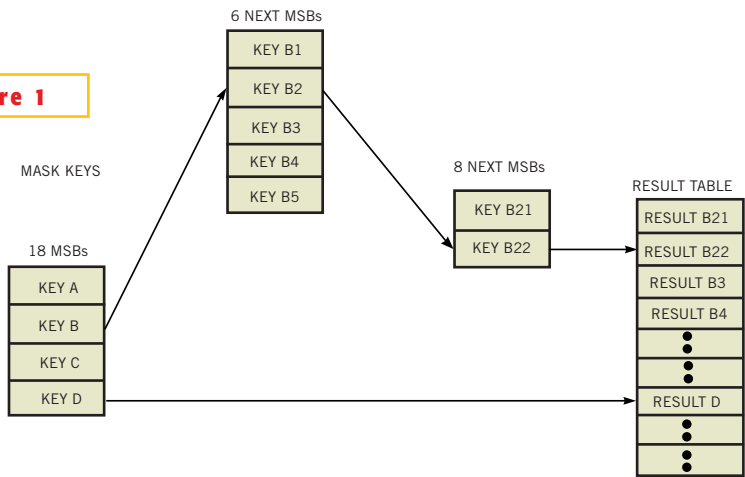 re 1
MASK KEYS
18 MSBs
KEY A
KEY B
KEY C
KEY D
6 NEXT MSBs
KEY B1
KEY B2
KEY B3
KEY B4
KEY B5
8 NEXT MSBs
KEY B21
KEY B22
RESULT TABLE
RESULT B21
RESULT B22
RESULT B3
RESULT B4
RESULT D